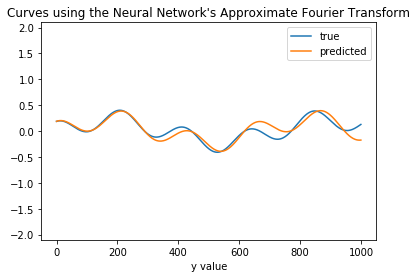 Curves using the Neural Network's Approximate Fourier Transform
true
predicted
2.0
1.5
1.0
0.5
0.0
−0.5
−1.0
−1.5
−2.0
0 200 400 600 800 1000
y value